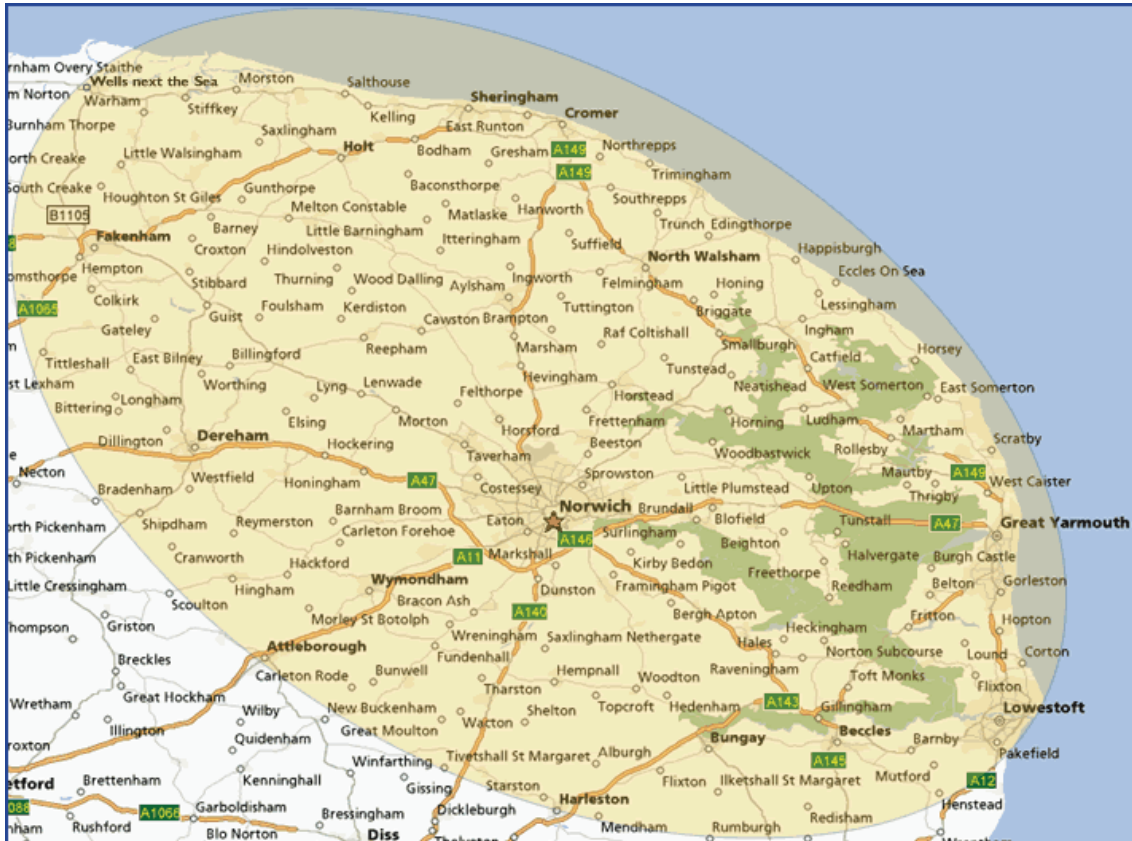 rnham Overy Staithe
Wells next the Sea
Morston
Salthouse
m Norton
Warham
Stiffkey
Kelling
Sheringham
Cromer
Burnham Thorpe
Saxlingham
East Runton
orth Creake
Little Walsingham
Holt
Bodham
Gresham
A149
Northrepps
A149
Trimingham
South Creake
Houghton St Giles
Gunthorpe
Baconsthorpe
Southrepps
B1105
Melton Constable
Matlaske
Hanworth
Trunch
Edingthorpe
Barney
Little Barningham
Fakenham
Croxton
Hindolveston
Itteringham
Suffield
Happisburgh
Hempton
North Walsham
omsthorpe
Stibbard
Thurning
Wood Dalling
Ingworth
Felmingham
Honing
Eccles On Sea
Colkirk
Aylsham
Lessingham
A1065
Guist
Foulsham
Kerdiston
Tuttington
Briggate
Gateley
Cawston
Brampton
Raf Coltishall
Ingham
Smallburgh
Tittleshall
East Bilney
Billingford
Reepham
Marsham
Catfield
Horsey
st Lexham
Worthing
Lyng
Lenwade
Hevingham
Tunstead
Neatishead
West Somerton
East Somerton
Longham
Felthorpe
Horstead
Bittering
Elsing
Morton
Frettenham
Horning
Ludham
Martham
Dillington
Dereham
Hockering
Horsford
Beeston
Scratby
Taverham
Woodbastwick
Rollesby
Necton
Westfield
Honingham
A47
Costessey
Sprowston
Mautby
A149
Bradenham
Little Plumstead
Upton
Thrigby
West Caister
orth Pickenham
Shipdham
Reymerston
Barnham Broom
Norwich
Brundall
Carleton Forehoe
Eaton
Blofield
Tunstall
A47
Great Yarmouth
th Pickenham
Cranworth
A11
Markshall
A146
Surlingham
Beighton
Halvergate
Burgh Castle
Little Cressingham
Hackford
Kirby Bedon
Freethorpe
Hingham
Wymondham
Dunston
Framingham Pigot
Reedham
Belton
Gorleston
Scoulton
Bracon Ash
A140
Bergh Apton
Fritton
hompson
Griston
Morley St Botolph
Wreningham
Saxlingham Nethergate
Heckingham
Hopton
Attleborough
Fundenhall
Hales
Norton Subcourse
Lound
Corton
Breckles
Carleton Rode
Bunwell
Hempnall
Raveningham
Toft Monks
Great Hockham
Tharston
Woodton
Flixton
Wretham
Wilby
New Buckenham
Shelton
Topcroft
Hedenham
A143
Gillingham
Lowestoft
Illington
Great Moulton
Wacton
Beccles
roxton
Quidenham
Tivetshall St Margaret
Alburgh
Bungay
Barnby
Pakefield
Winfarthing
A145
etford
Brettenham
Kenninghall
Gissing
Starston
Flixton
Ilketshall St Margaret
Mutford
A12
088
Garboldisham
Dickleburgh
Harleston
Henstead
A1066
Bressingham
Redisham
nham
Rushford
Blo Norton
Diss
Mendham
Rumburgh